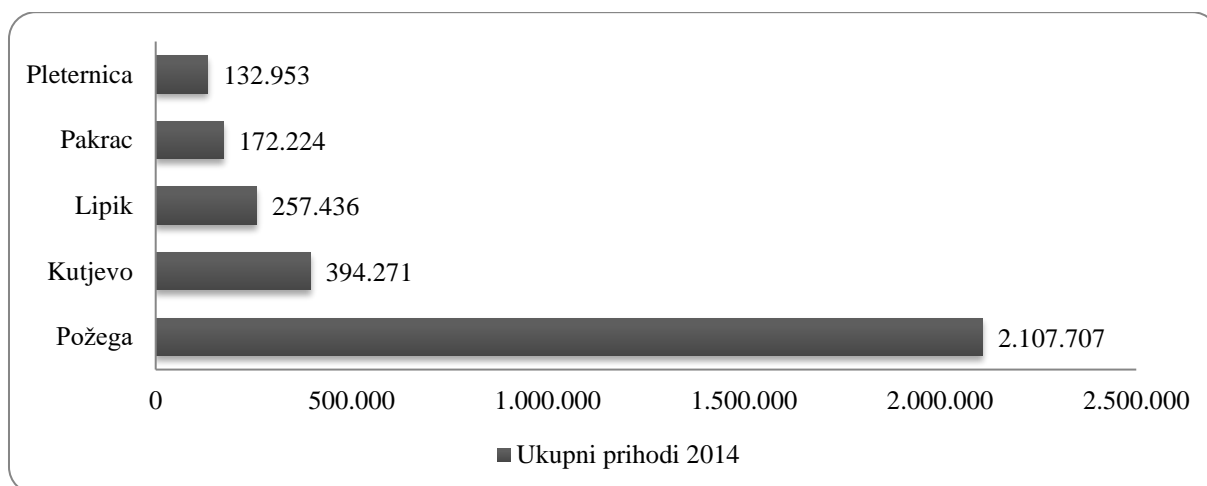 Pleternica 132.953
Pakrac 172.224
Lipik 257.436
Kutjevo 394.271
Požega 2.107.707
0 500.000 1.000.000 1.500.000 2.000.000 2.500.000
Ukupni prihodi 2014